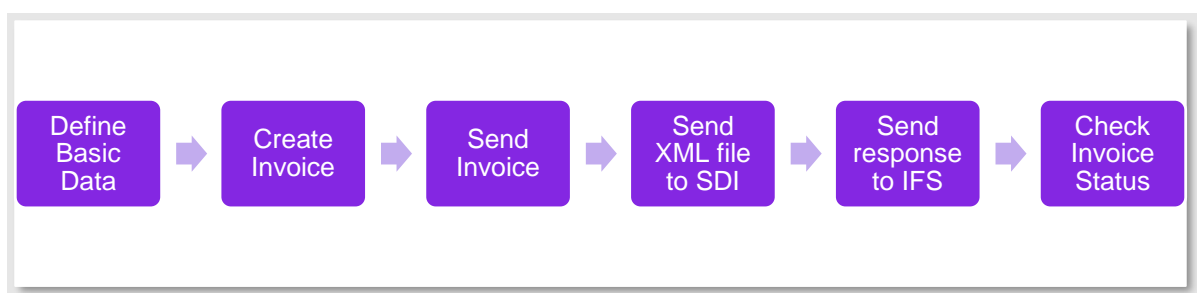 Define
Basic
Data
Create
Invoice
Send
Invoice
Send
XML file
to SDI
Send
response
to IFS
Check
Invoice
Status